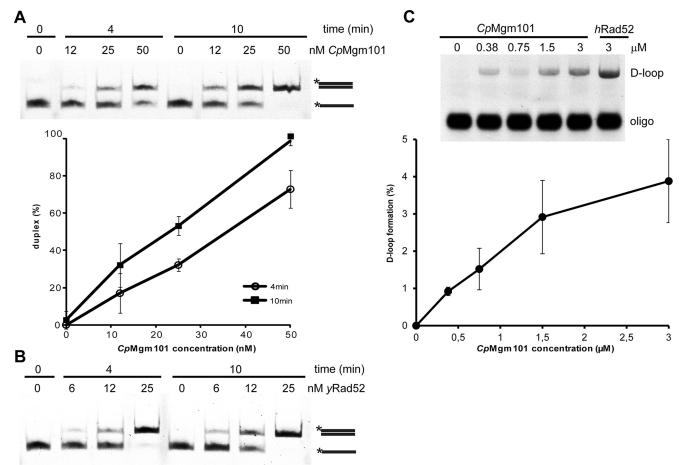 A
0 4 10 time (min)
0 12 25 50 0 12 25 50 nM CpMgm101
*
*
duplex (%)
100
80
60
40
20
0
4min
10min
0 10 20 30 40 50
CpMgm101 concentration (nM)
B
0 4 10 time (min)
0 6 12 25 0 6 12 25 nM yRad52
*
*
C
CpMgm101 hRad52
0 0.38 0.75 1.5 3 3 µM
D-loop
oligo
D-loop formation (%)
5
4
3
2
1
0
0 0,5 1 1,5 2 2,5 3
CpMgm101 concentration (µM)